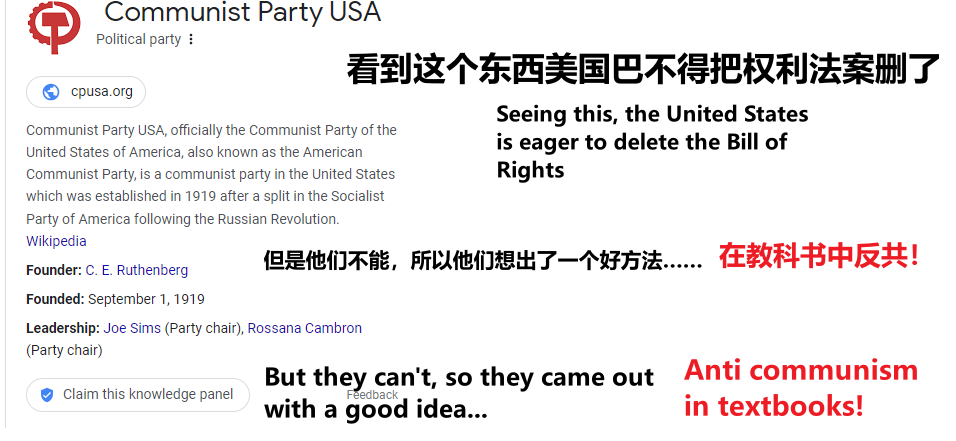 Communist Party USA
Political party
cpusa.org
Communist Party USA, officially the Communist Party of the
United States of America, also known as the American
Communist Party, is a communist party in the United States
which was established in 1919 after a split in the Socialist
Party of America following the Russian Revolution.
Wikipedia
Founder: C. E. Ruthenberg
Founded: September 1, 1919
Leadership: Joe Sims (Party chair), Rossana Cambron
(Party chair)
Claim this knowledge panel
Feedback
看到这个东西美国巴不得把权利法案删了
Seeing this, the United States
is eager to delete the Bill of
Rights
但是他们不能，所以他们想出了一个好方法……
在教科书中反共！
But they can't, so they came out
with a good idea...
Anti communism
in textbooks!